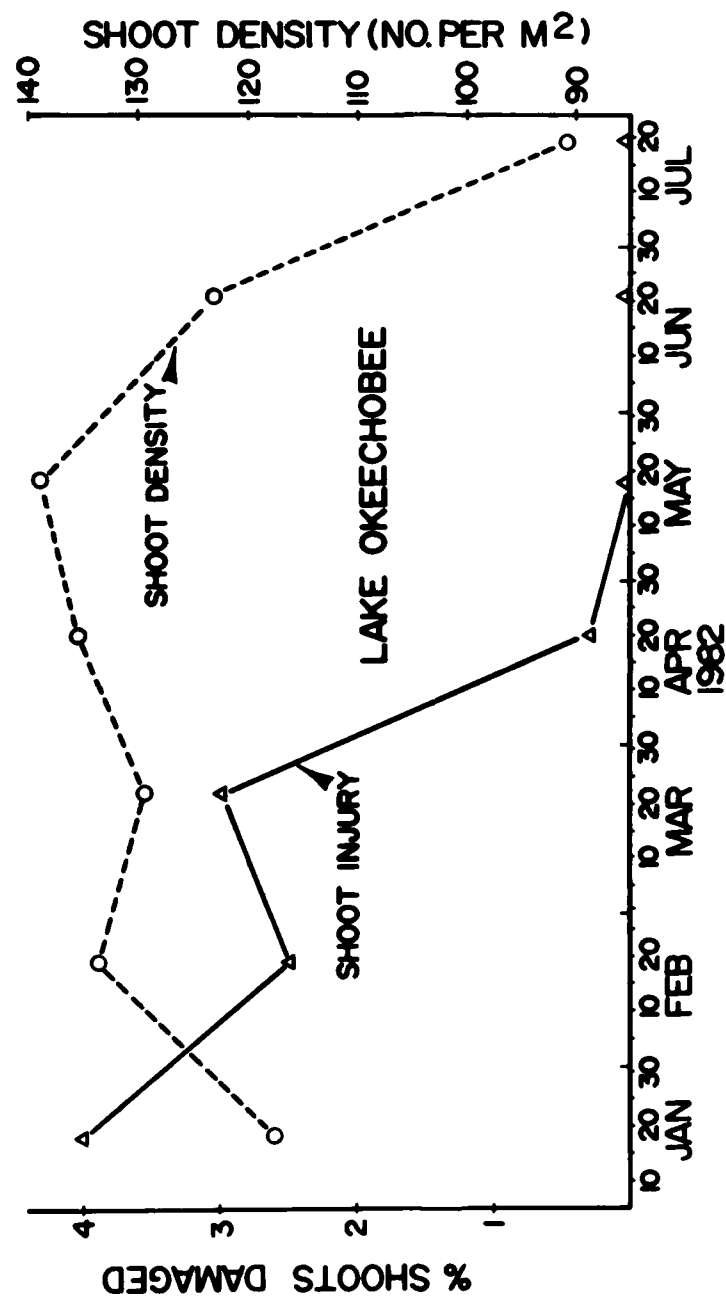 % SHOOTS DAMAGED
4
3
2
1
SHOOT DENSITY (NO. PER M2)
140
130
120
110
100
90
SHOOT DENSITY
LAKE OKEECHOBEE
SHOOT INJURY
10 20 30 10 20 10 20 30 10 20 30 10 20 30 10 20 30 10 20
JAN FEB MAR APR MAY JUN JUL
1982